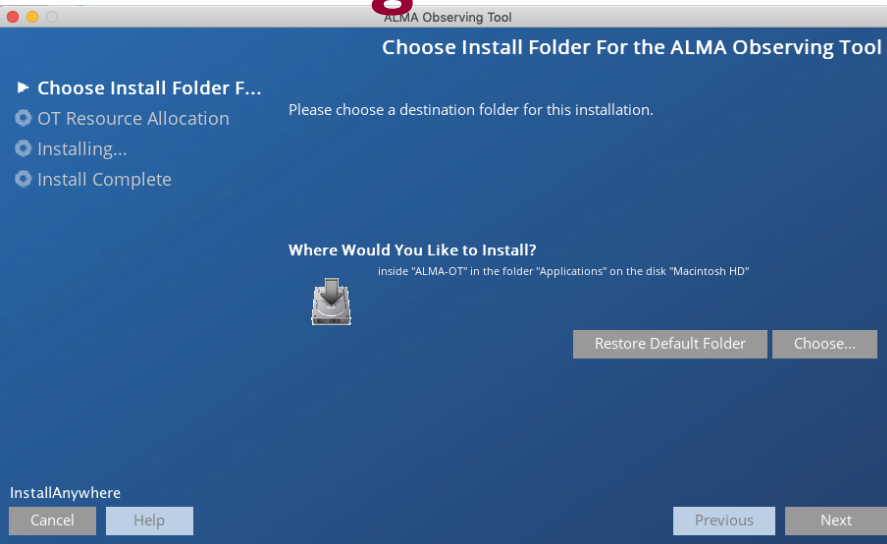 ALMA Observing Tool
Choose Install Folder For the ALMA Observing Tool
Choose Install Folder F...
OT Resource Allocation
Installing...
Install Complete
Please choose a destination folder for this installation.
Where Would You Like to Install?
inside "ALMA-OT" in the folder "Applications" on the disk "Macintosh HD"
Restore Default Folder
Choose...
InstallAnywhere
Cancel
Help
Previous
Next